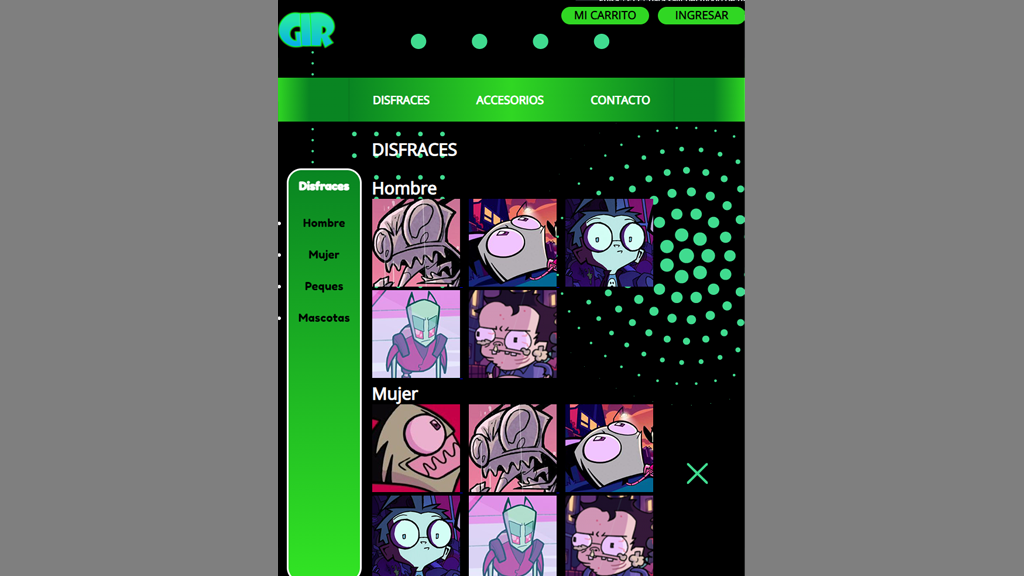 MI CARRITO
INGRESAR
GIR
DISFRACES
ACCESORIOS
CONTACTO
DISFRACES
Disfraces
Hombre
Mujer
Peques
Mascotas
Hombre
Mujer